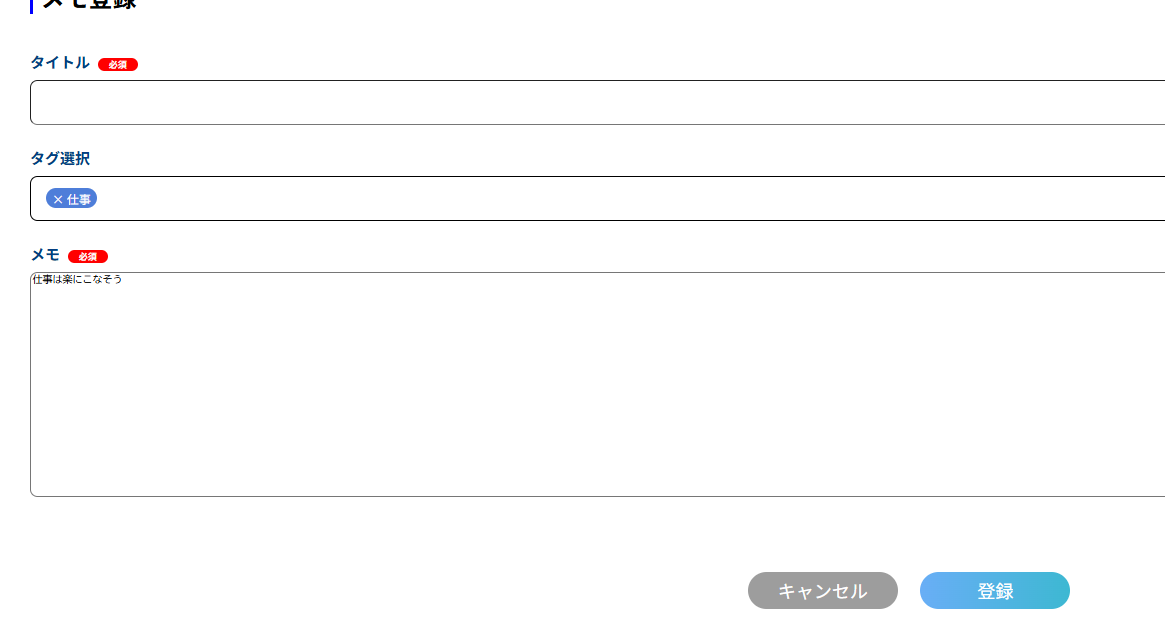 メモ登録
タイトル 必須
タグ選択
× 仕事
メモ 必須
仕事は楽にこなそう
キャンセル 登録